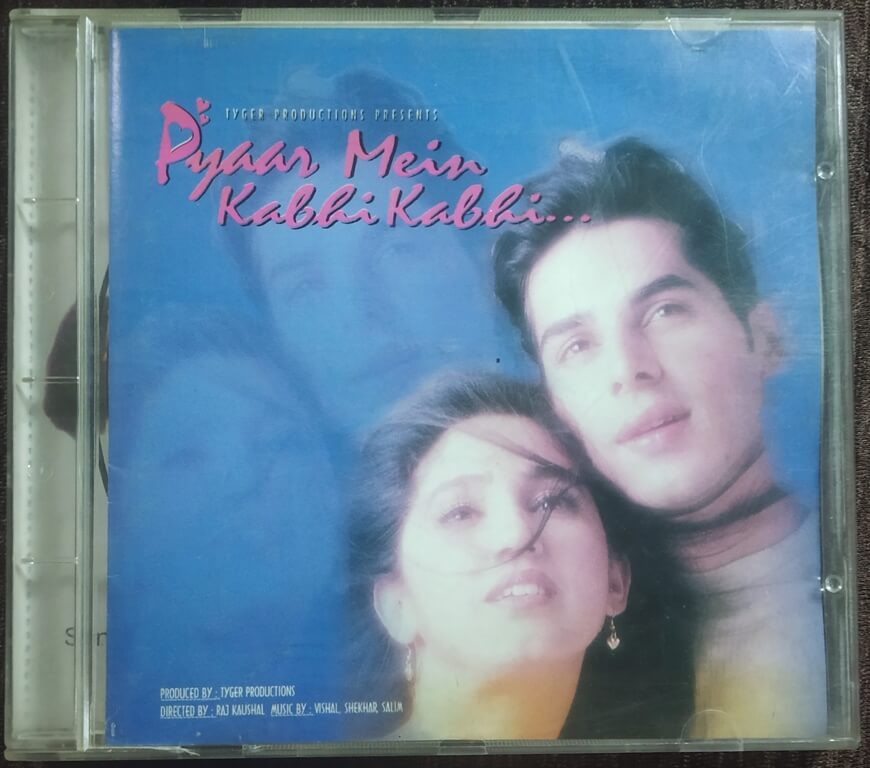 TYGER PRODUCTIONS PRESENTS
Pyaar Mein
Kabhi Kabhi...
PRODUCED BY : TYGER PRODUCTIONS
DIRECTED BY : RAJ KAUSHAL MUSIC BY : VISHAL, SHEKHAR, SALIM